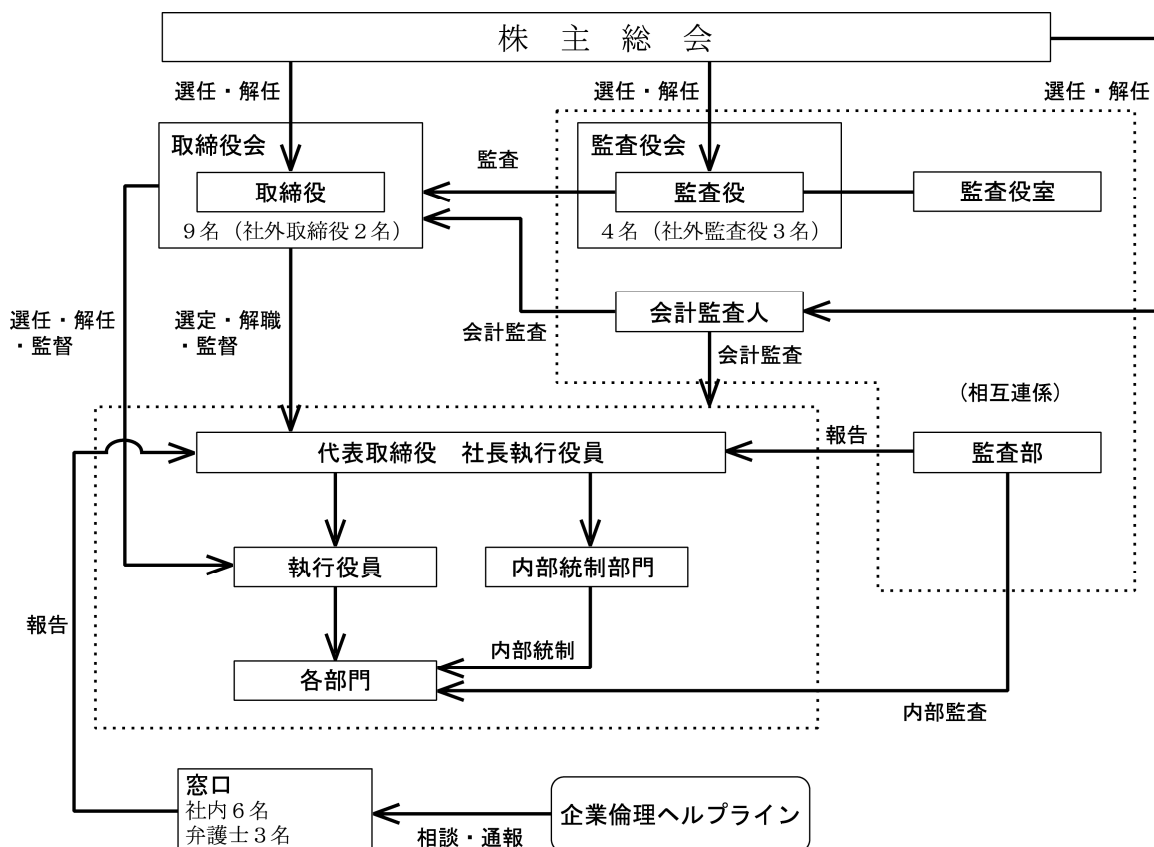 株 主 総 会
選任・解任
選任・解任
選任・解任
取締役会
取締役
9名(社外取締役2名)
監査
監査役会
監査役
4名(社外監査役3名)
監査役室
選任・解任
・監督
選定・解職
・監督
会計監査
会計監査人
会計監査
(相互連係)
代表取締役 社長執行役員
報告
監査部
執行役員
内部統制部門
報告
内部統制
各部門
内部監査
窓口
社内6名
弁護士3名
相談・通報
企業倫理ヘルプライン